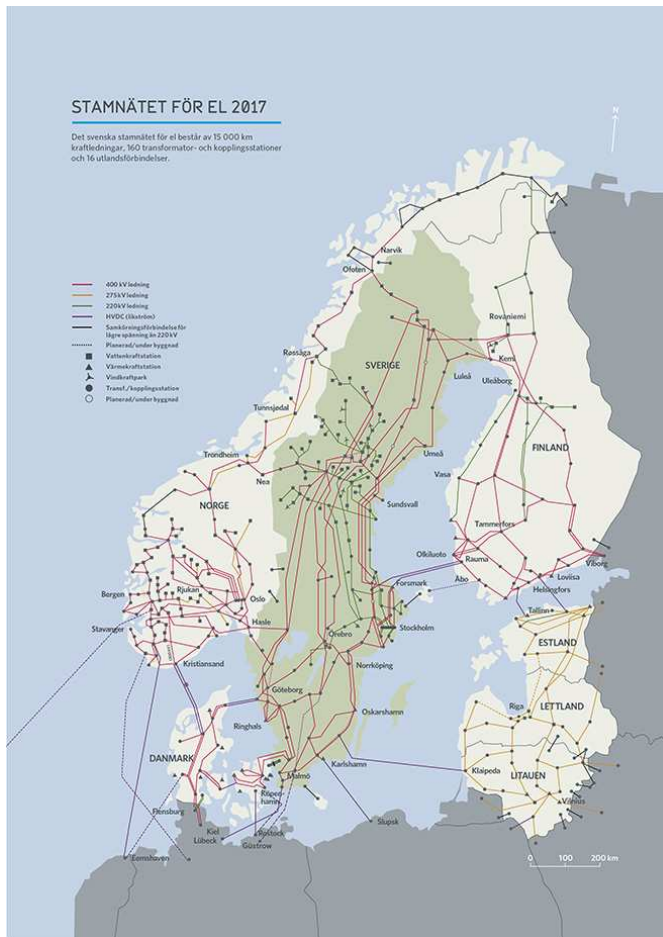 STAMNÄTET FÖR EL 2017
Det svenska stamnätet för el består av 15 000 km
kraftledningar, 160 transformator- och kopplingsstationer
och 16 utlandsförbindelser.
N
400 kV ledning
275 kV ledning
220 kV ledning
HVDC (likström)
Samkörningsförbindelse för
lägre spänning än 220 kV
Planerad/under byggnad
Vattenkraftstation
Värmekraftstation
Vindkraftpark
Transf./kopplingsstation
Planerad/under byggnad
Narvik
Ofoten
Rovaniemi
Røssåga
SVERIGE
Kemi
Luleå
Uleåborg
Tunnsjødal
FINLAND
Trondheim
Umeå
Vasa
Nea
NORGE
Sundsvall
Tammerfors
Olkiluoto
Rauma
Viborg
Bergen
Rjukan
Forsmark
Åbo
Loviisa
Oslo
Helsingfors
Tallinn
Stavanger
Hasle
Stockholm
Örebro
ESTLAND
Kristiansand
Norrköping
Göteborg
Riga
LETTLAND
Oskarshamn
Ringhals
DANMARK
Karlshamn
Klaipeda
LITAUEN
Malmö
Köpen-
hamn
Vilnius
Flensburg
Slupsk
Kiel
Rostock
Lübeck
Güstrow
Eemshaven
0 100 200 km